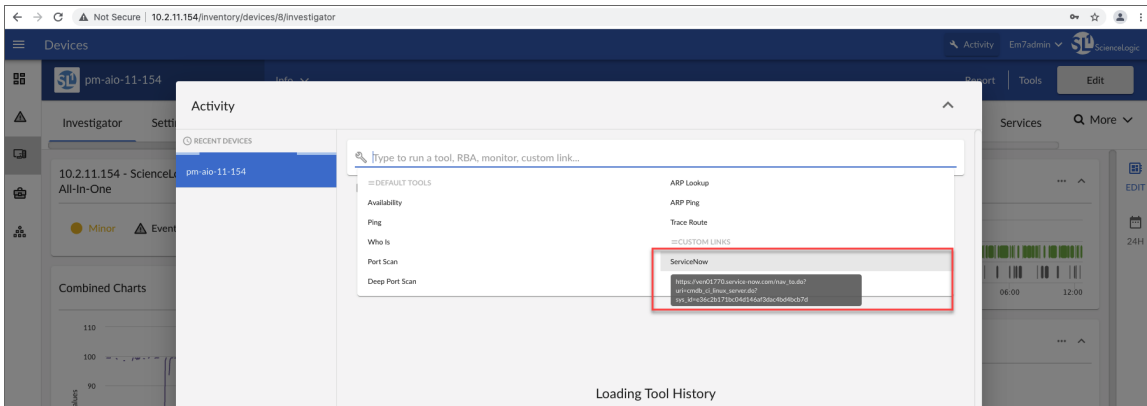 Not Secure | 10.2.11.154/inventory/devices/8/investigator
Devices
Activity
Em7admin
SL1 ScienceLogic
SL1
pm-aio-11-154
Info
Report
Tools
Edit
Investigator
Setti
Services
More
Activity
RECENT DEVICES
pm-aio-11-154
Type to run a tool, RBA, monitor, custom link...
DEFAULT TOOLS
Availability
Ping
Who Is
Port Scan
Deep Port Scan
ARP Lookup
ARP Ping
Trace Route
CUSTOM LINKS
ServiceNow
https://ven01770.service-now.com/nav_to.do?
uri=cmdb_ci_linux_server.do?
sys_id=e36c2b171bc04d146af3dac4bd4bcb7d
10.2.11.154 - ScienceL
All-In-One
Minor
Event
EDIT
24H
06:00
12:00
Combined Charts
110
100
90
alues
Loading Tool History